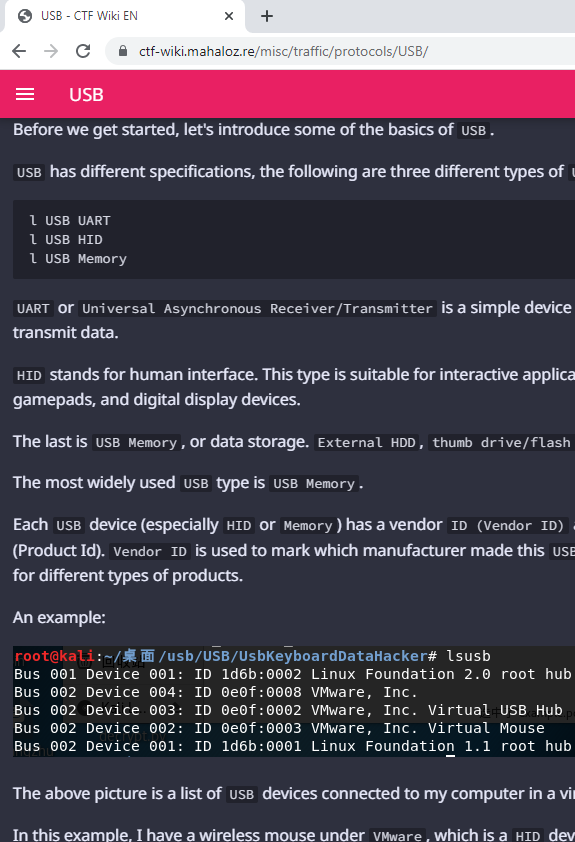 USB - CTF Wiki EN
ctf-wiki.mahaloz.re/misc/traffic/protocols/USB/
USB
Before we get started, let's introduce some of the basics of USB.
USB has different specifications, the following are three different types of
l USB UART
l USB HID
l USB Memory
UART or Universal Asynchronous Receiver/Transmitter is a simple device
transmit data.
HID stands for human interface. This type is suitable for interactive applica
gamepads, and digital display devices.
The last is USB Memory, or data storage. External HDD, thumb drive/flash
The most widely used USB type is USB Memory.
Each USB device (especially HID or Memory) has a vendor ID (Vendor ID)
(Product Id). Vendor ID is used to mark which manufacturer made this USB
for different types of products.
An example:
root@kali:~/桌面/usb/USB/UsbKeyboardDataHacker# lsusb
Bus 001 Device 001: ID 1d6b:0002 Linux Foundation 2.0 root hub
Bus 002 Device 004: ID 0e0f:0008 VMware, Inc.
Bus 002 Device 003: ID 0e0f:0002 VMware, Inc. Virtual USB Hub
Bus 002 Device 002: ID 0e0f:0003 VMware, Inc. Virtual Mouse
Bus 002 Device 001: ID 1d6b:0001 Linux Foundation 1.1 root hub
The above picture is a list of USB devices connected to my computer in a vir
In this example, I have a wireless mouse under VMware, which is a HID dev